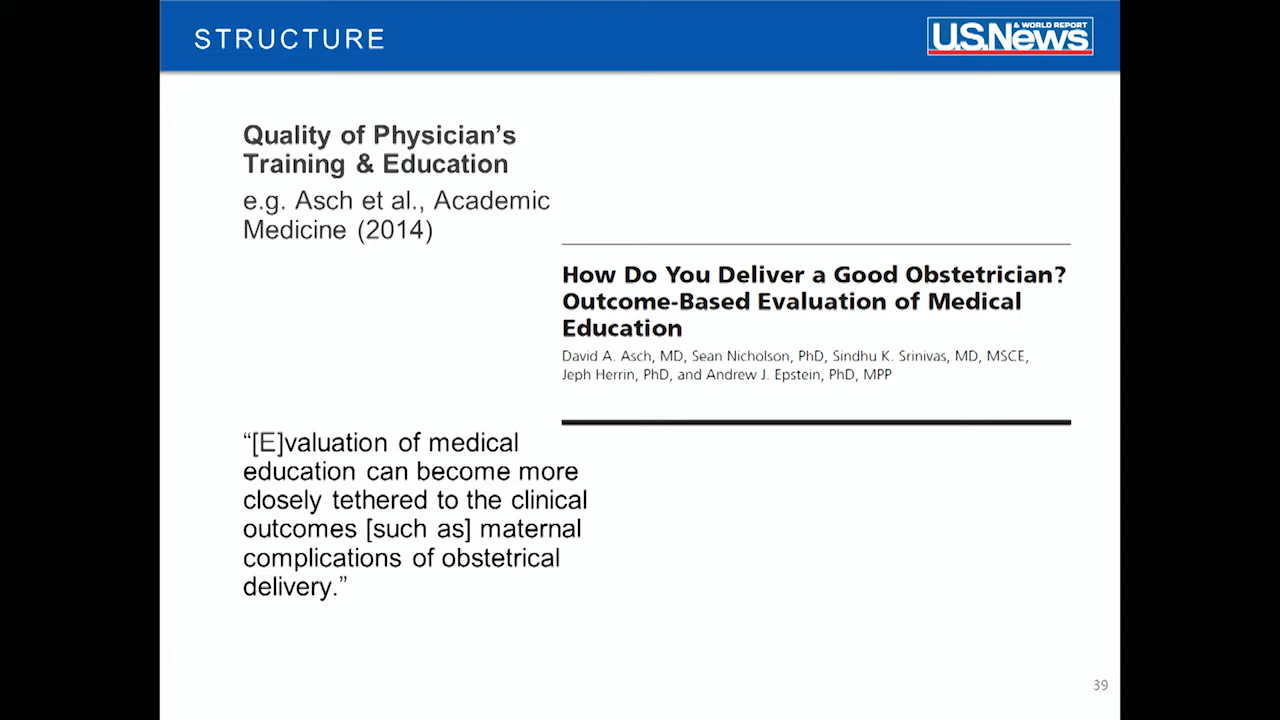 STRUCTURE
U.S.News & WORLD REPORT
Quality of Physician’s
Training & Education
e.g. Asch et al., Academic
Medicine (2014)
How Do You Deliver a Good Obstetrician?
Outcome-Based Evaluation of Medical
Education
David A. Asch, MD, Sean Nicholson, PhD, Sindhu K. Srinivas, MD, MSCE,
Jeph Herrin, PhD, and Andrew J. Epstein, PhD, MPP
“[E]valuation of medical
education can become more
closely tethered to the clinical
outcomes [such as] maternal
complications of obstetrical
delivery.”
39